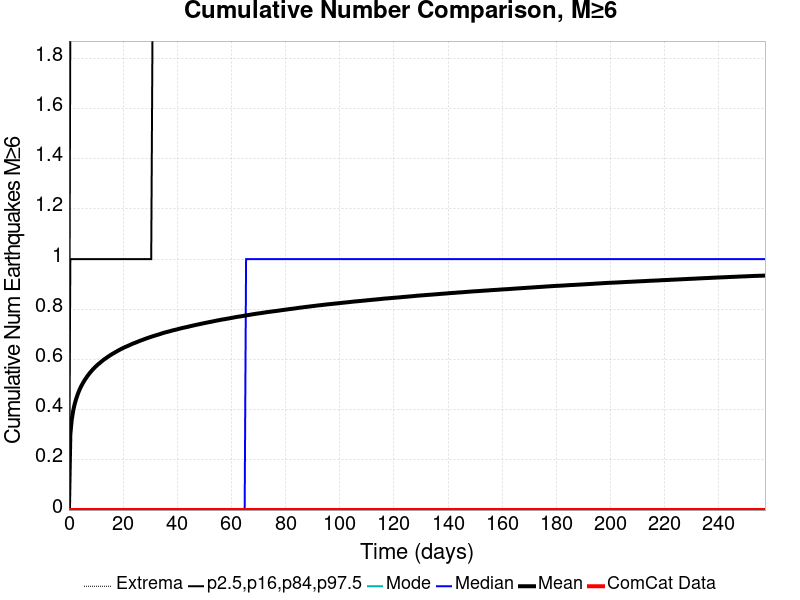 Cumulative Number Comparison, M≥6
Cumulative Num Earthquakes M≥6
1.8
1.6
1.4
1.2
1
0.8
0.6
0.4
0.2
0
0 20 40 60 80 100 120 140 160 180 200 220 240
Time (days)
Extrema p2.5,p16,p84,p97.5 Mode Median Mean ComCat Data